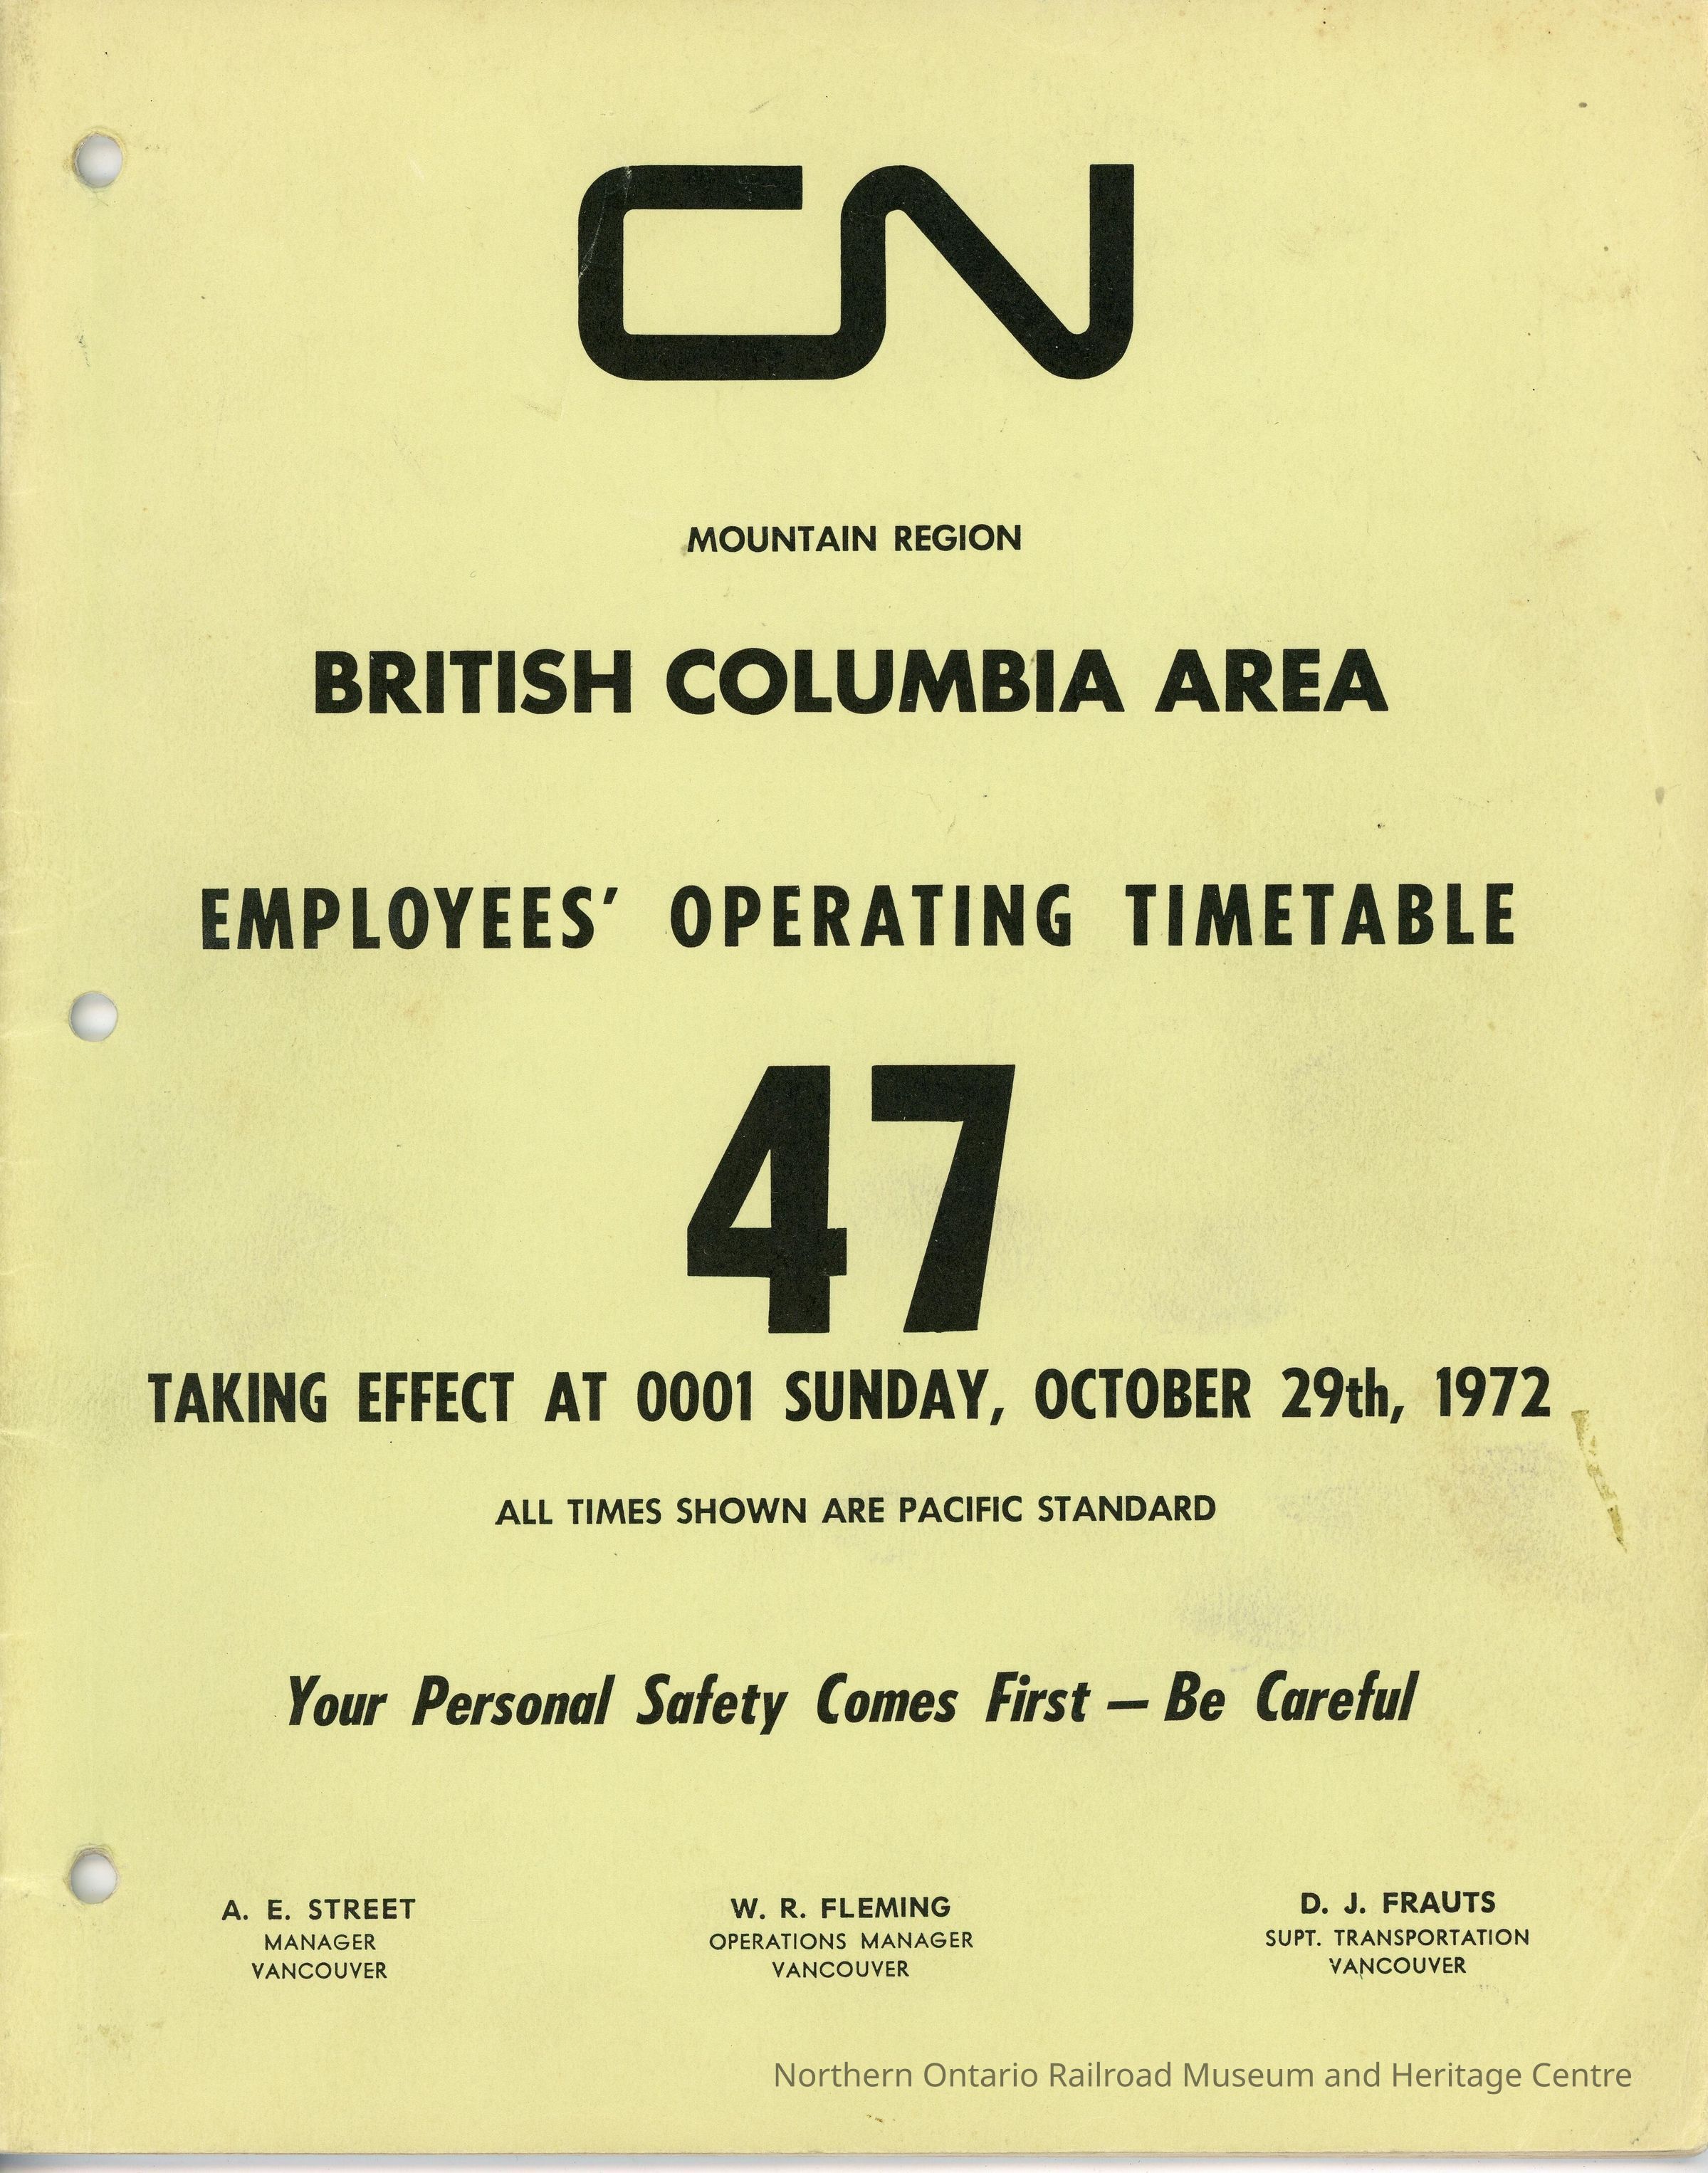 CN
MOUNTAIN REGION
BRITISH COLUMBIA AREA
EMPLOYEES' OPERATING TIMETABLE
47
TAKING EFFECT AT 0001 SUNDAY, OCTOBER 29th, 1972
ALL TIMES SHOWN ARE PACIFIC STANDARD
Your Personal Safety Comes First — Be Careful
A. E. STREET
MANAGER
VANCOUVER
W. R. FLEMING
OPERATIONS MANAGER
VANCOUVER
D. J. FRAUTS
SUPT. TRANSPORTATION
VANCOUVER
Northern Ontario Railroad Museum and Heritage Centre